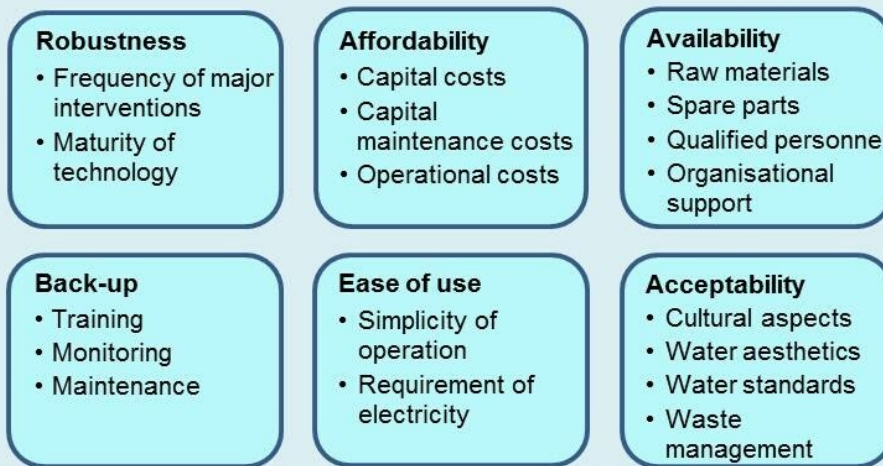 Robustness
• Frequency of major
interventions
• Maturity of
technology
Affordability
• Capital costs
• Capital
maintenance costs
• Operational costs
Availability
• Raw materials
• Spare parts
• Qualified personne
• Organisational
support
Back-up
• Training
• Monitoring
• Maintenance
Ease of use
• Simplicity of
operation
• Requirement of
electricity
Acceptability
• Cultural aspects
• Water aesthetics
• Water standards
• Waste
management